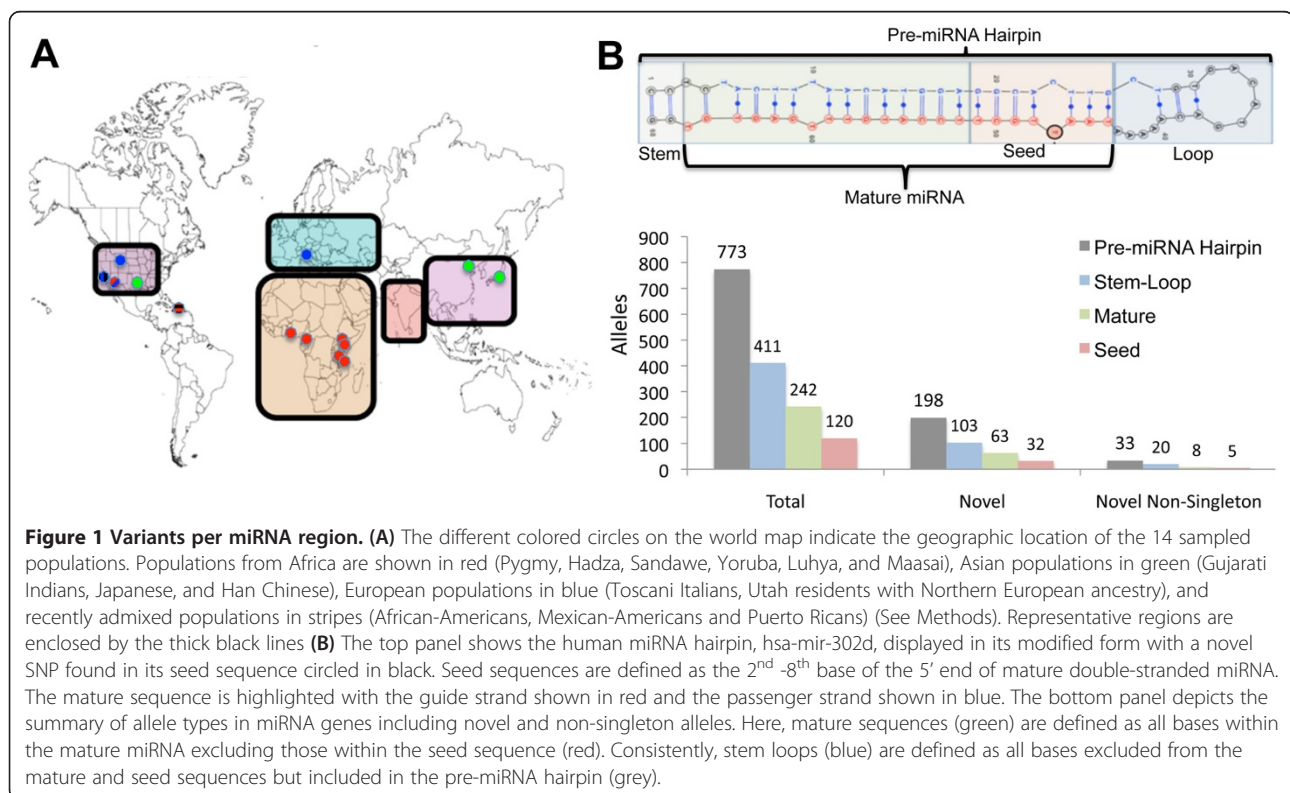 A
B
Pre-miRNA Hairpin
Stem
Seed
Loop
Mature miRNA
Alleles
900
800
700
600
500
400
300
200
100
0
773
411
242
120
198
103
63
32
33
20
8
5
Pre-miRNA Hairpin
Stem-Loop
Mature
Seed
Total
Novel
Novel Non-Singleton
Figure 1 Variants per miRNA region. (A) The different colored circles on the world map indicate the geographic location of the 14 sampled
populations. Populations from Africa are shown in red (Pygmy, Hadza, Sandawe, Yoruba, Luhya, and Maasai), Asian populations in green (Gujarati
Indians, Japanese, and Han Chinese), European populations in blue (Toscani Italians, Utah residents with Northern European ancestry), and
recently admixed populations in stripes (African-Americans, Mexican-Americans and Puerto Ricans) (See Methods). Representative regions are
enclosed by the thick black lines (B) The top panel shows the human miRNA hairpin, hsa-mir-302d, displayed in its modified form with a novel
SNP found in its seed sequence circled in black. Seed sequences are defined as the 2nd -8th base of the 5' end of mature double-stranded miRNA.
The mature sequence is highlighted with the guide strand shown in red and the passenger strand shown in blue. The bottom panel depicts the
summary of allele types in miRNA genes including novel and non-singleton alleles. Here, mature sequences (green) are defined as all bases within
the mature miRNA excluding those within the seed sequence (red). Consistently, stem loops (blue) are defined as all bases excluded from the
mature and seed sequences but included in the pre-miRNA hairpin (grey).